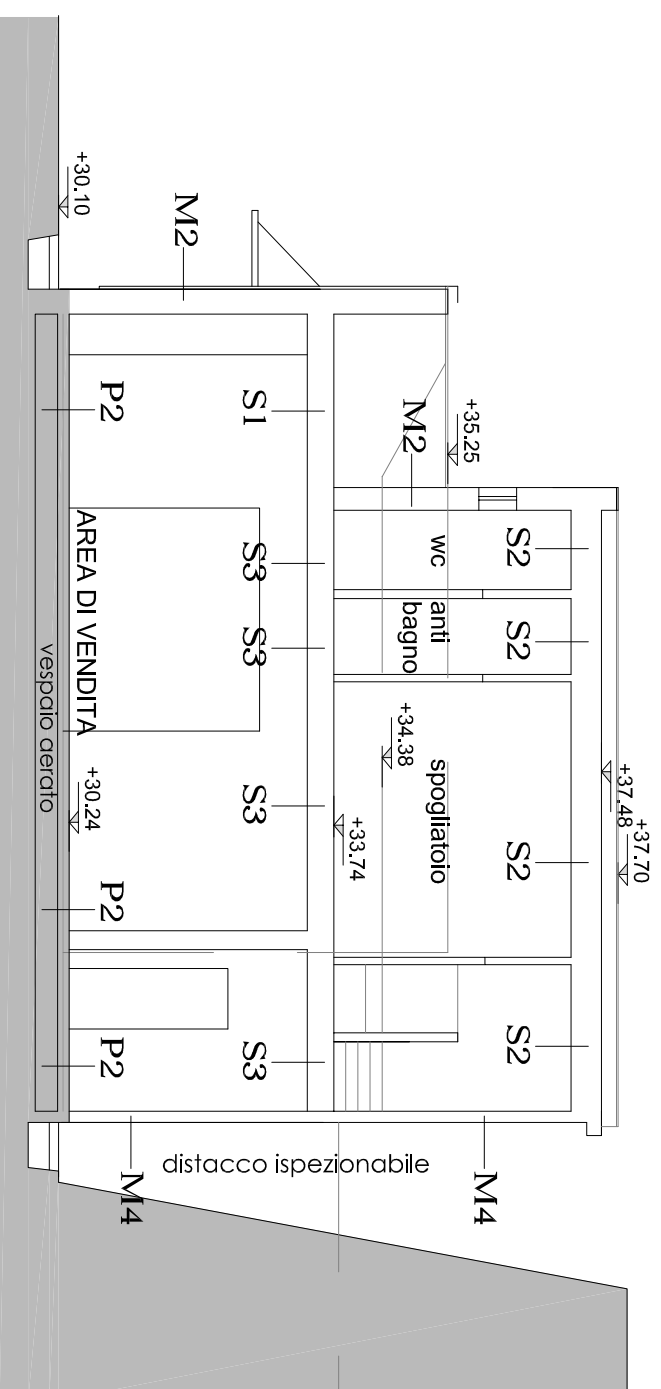 +37.70
+37.48
+35.25
S2
S2
S2
S2
M2
wc
anti
bagno
spogliatoio
+34.38
+33.74
M4
M2
S1
S3
S3
S3
S3
distacco ispezionabile
M4
+30.10
P2
AREA DI VENDITA
+30.24
P2
P2
vespaio aerato